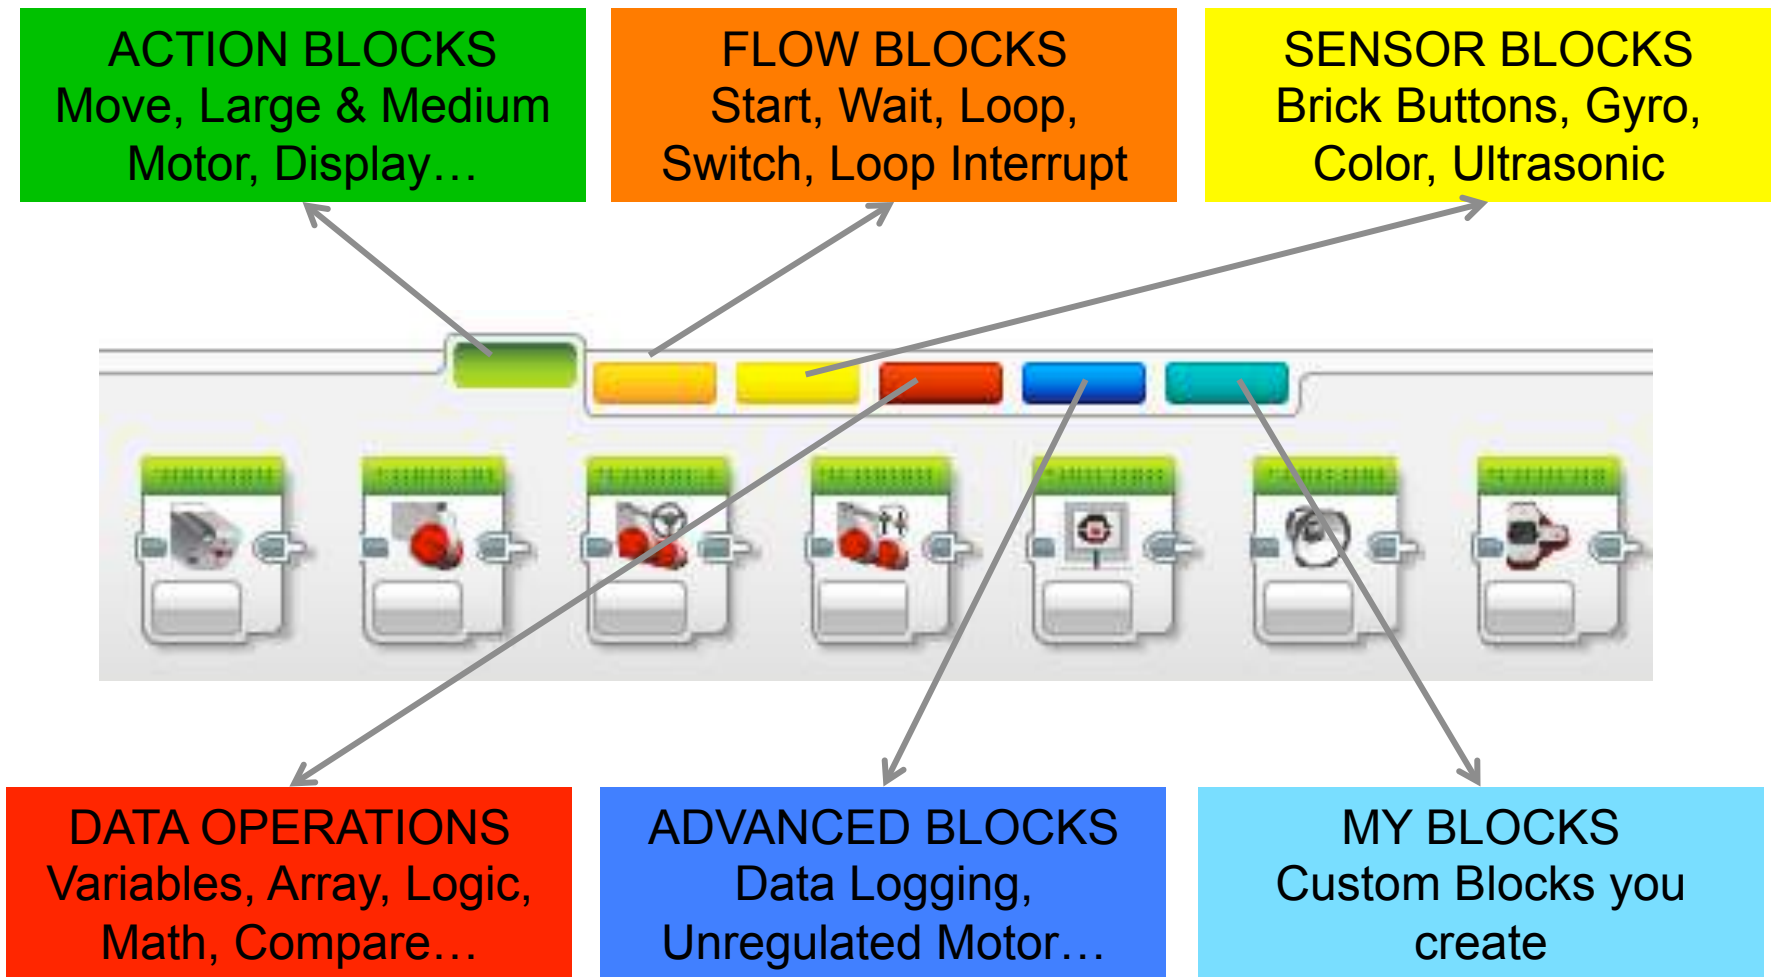 ACTION BLOCKS
Move, Large & Medium
Motor, Display…
FLOW BLOCKS
Start, Wait, Loop,
Switch, Loop Interrupt
SENSOR BLOCKS
Brick Buttons, Gyro,
Color, Ultrasonic
DATA OPERATIONS
Variables, Array, Logic,
Math, Compare…
ADVANCED BLOCKS
Data Logging,
Unregulated Motor…
MY BLOCKS
Custom Blocks you
create